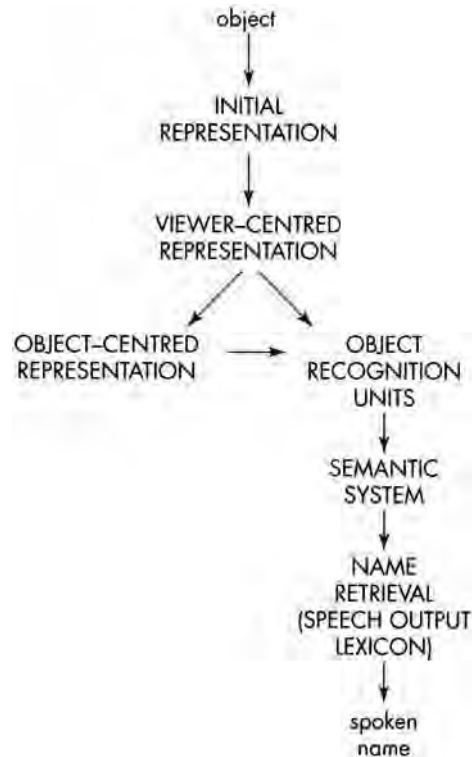 object
INITIAL
REPRESENTATION
VIEWER–CENTRED
REPRESENTATION
OBJECT–CENTRED
REPRESENTATION
OBJECT
RECOGNITION
UNITS
SEMANTIC
SYSTEM
NAME
RETRIEVAL
(SPEECH OUTPUT
LEXICON)
spoken
name